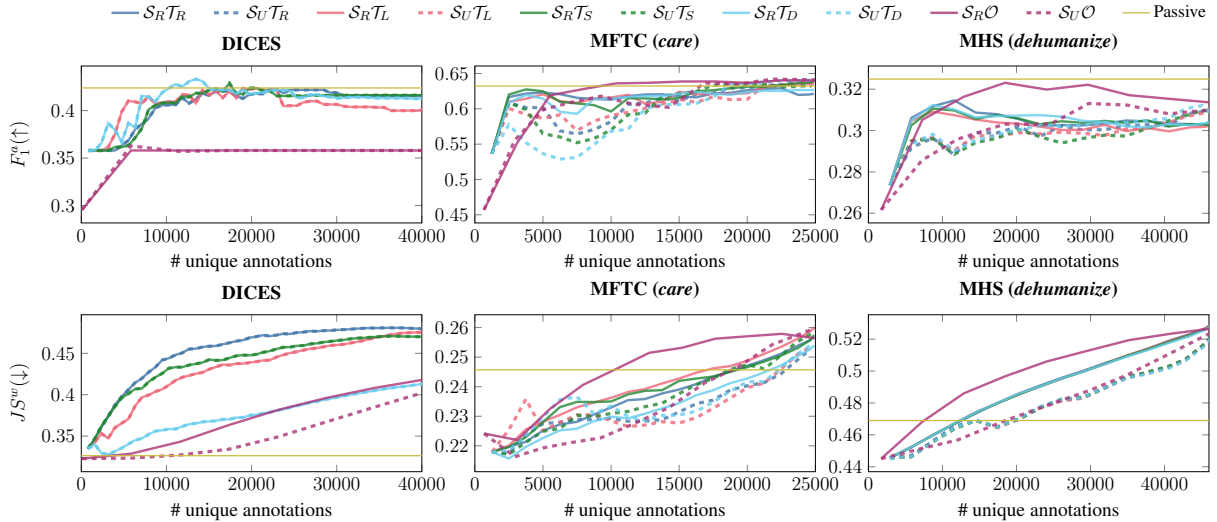 S_R T_R S_U T_R S_R T_L S_U T_L S_R T_S S_U T_S S_R T_D S_U T_D S_R O S_U O Passive
DICES MFTC (care) MHS (dehumanize)
F_1^a(↑)
0.4
0.35
0.3
0 10000 20000 30000 40000
# unique annotations
0.65
0.6
0.55
0.5
0.45
0 5000 10000 15000 20000 25000
# unique annotations
0.32
0.3
0.28
0.26
0 10000 20000 30000 40000
# unique annotations
DICES MFTC (care) MHS (dehumanize)
JS^w(↓)
0.45
0.4
0.35
0 10000 20000 30000 40000
# unique annotations
0.26
0.25
0.24
0.23
0.22
0 5000 10000 15000 20000 25000
# unique annotations
0.52
0.5
0.48
0.46
0.44
0 10000 20000 30000 40000
# unique annotations